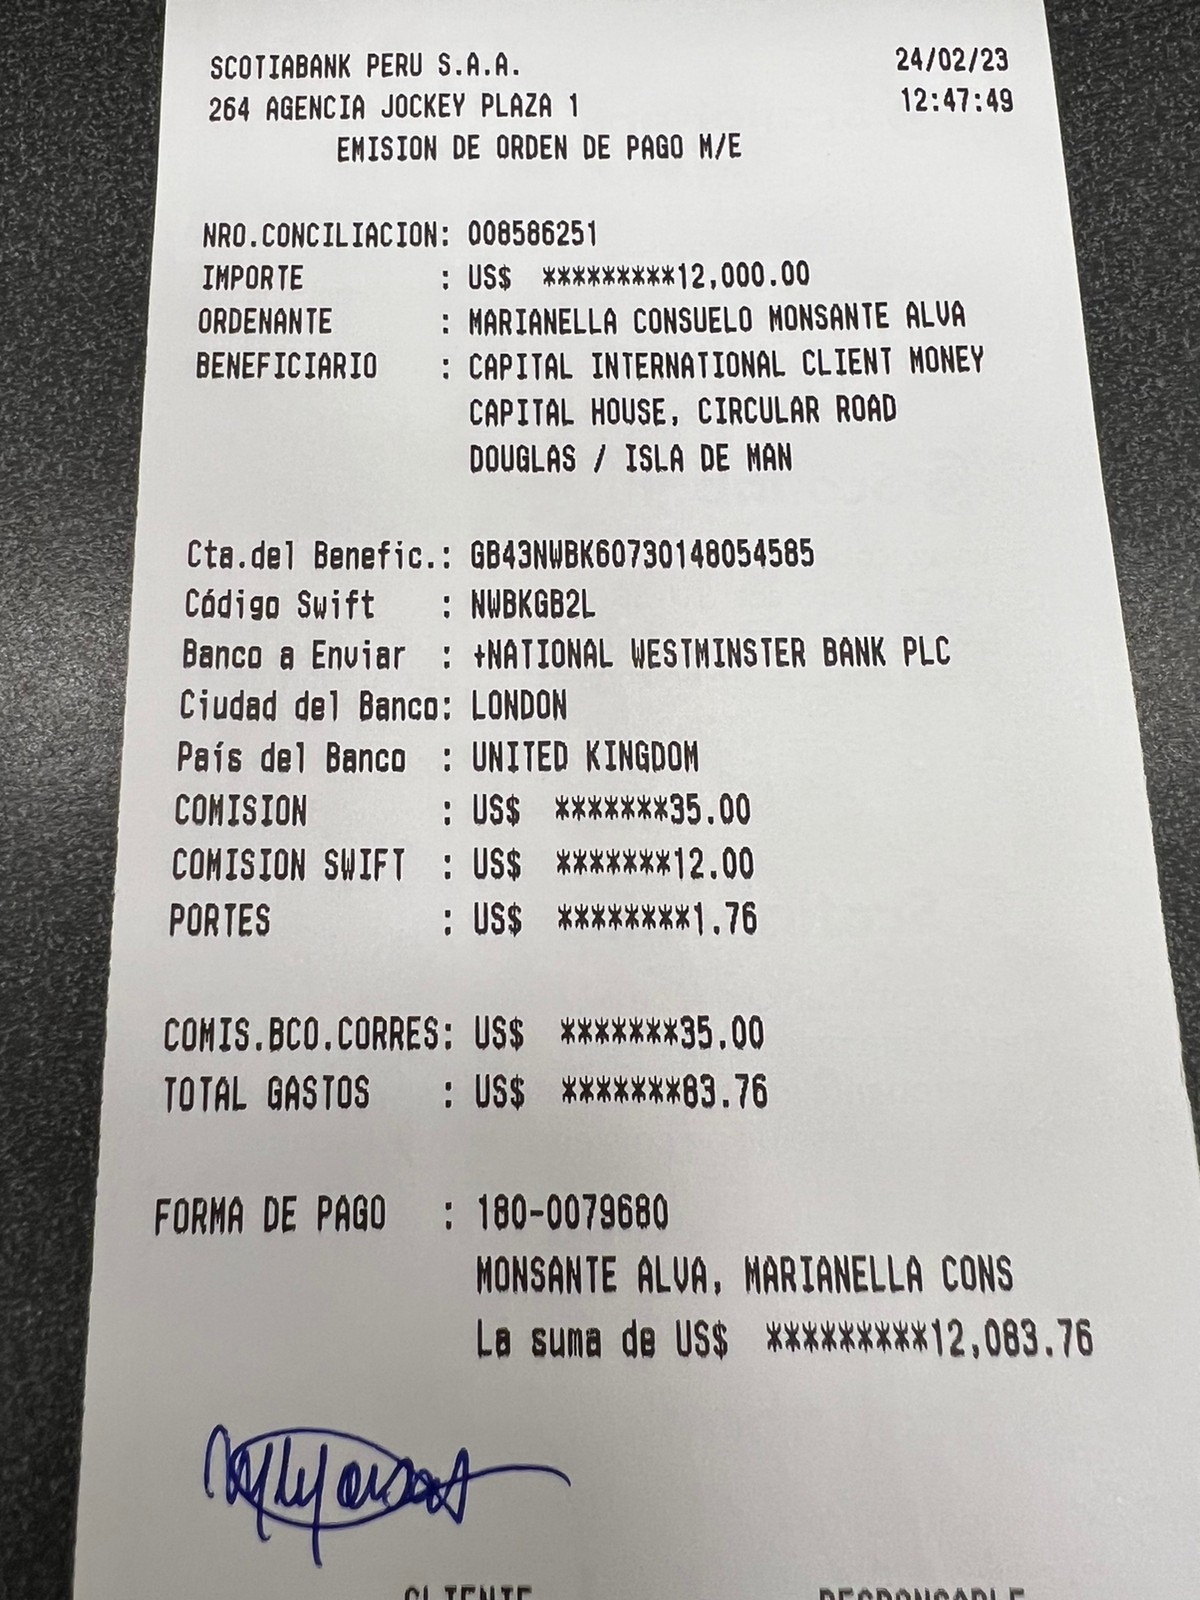 SCOTIABANK PERU S.A.A. 24/02/23
264 AGENCIA JOCKEY PLAZA 1 12:47:49
EMISION DE ORDEN DE PAGO M/E
NRO.CONCILIACION: 008586251
IMPORTE : US$ *********12,000.00
ORDENANTE : MARIANELLA CONSUELO MONSANTE ALVA
BENEFICIARIO : CAPITAL INTERNATIONAL CLIENT MONEY
CAPITAL HOUSE, CIRCULAR ROAD
DOUGLAS / ISLA DE MAN
Cta.del Benefic.: GB43NWBK60730148054585
Código Swift : NWBKGB2L
Banco a Enviar : +NATIONAL WESTMINSTER BANK PLC
Ciudad del Banco: LONDON
País del Banco : UNITED KINGDOM
COMISION : US$ *******35.00
COMISION SWIFT : US$ *******12.00
PORTES : US$ ********1.76
COMIS.BCO.CORRES: US$ *******35.00
TOTAL GASTOS : US$ *******83.76
FORMA DE PAGO : 180-0079680
MONSANTE ALVA, MARIANELLA CONS
La suma de US$ *********12,083.76
CLIENTE RESPONSABLE